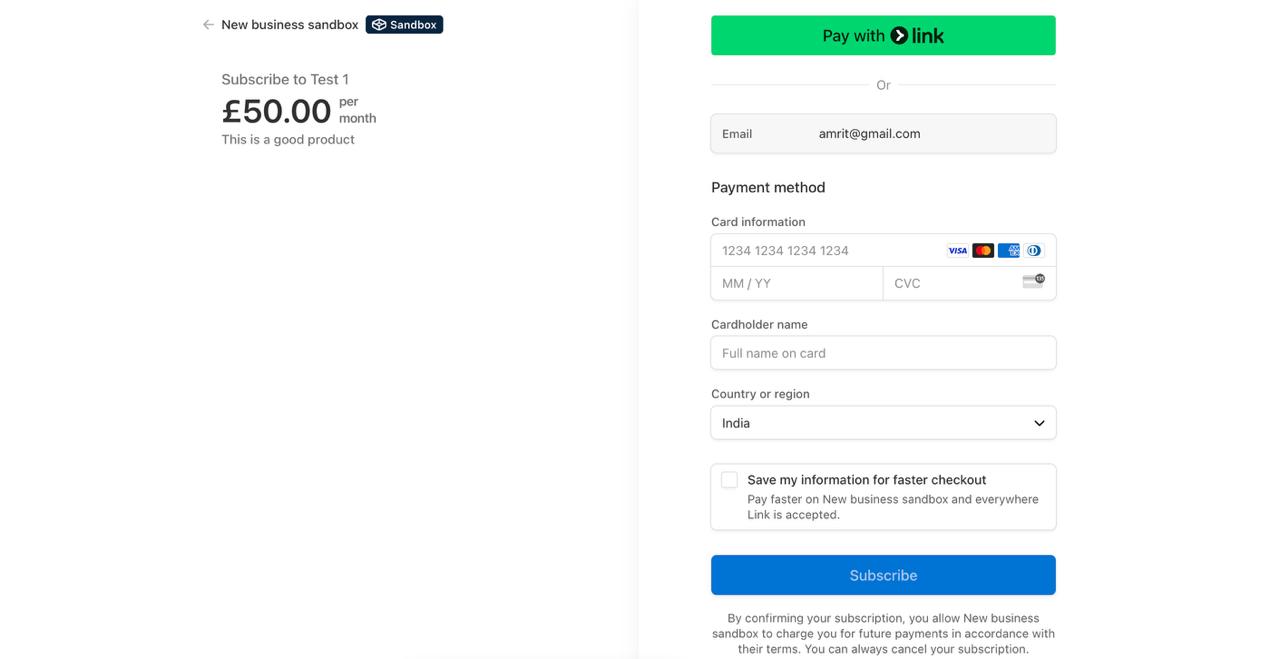 New business sandbox Sandbox
Subscribe to Test 1
£50.00 per
month
This is a good product
Pay with link
Or
Email amrit@gmail.com
Payment method
Card information
1234 1234 1234 1234 VISA AM EX
MM / YY CVC 135
Cardholder name
Full name on card
Country or region
India
Save my information for faster checkout
Pay faster on New business sandbox and everywhere
Link is accepted.
Subscribe
By confirming your subscription, you allow New business
sandbox to charge you for future payments in accordance with
their terms. You can always cancel your subscription.